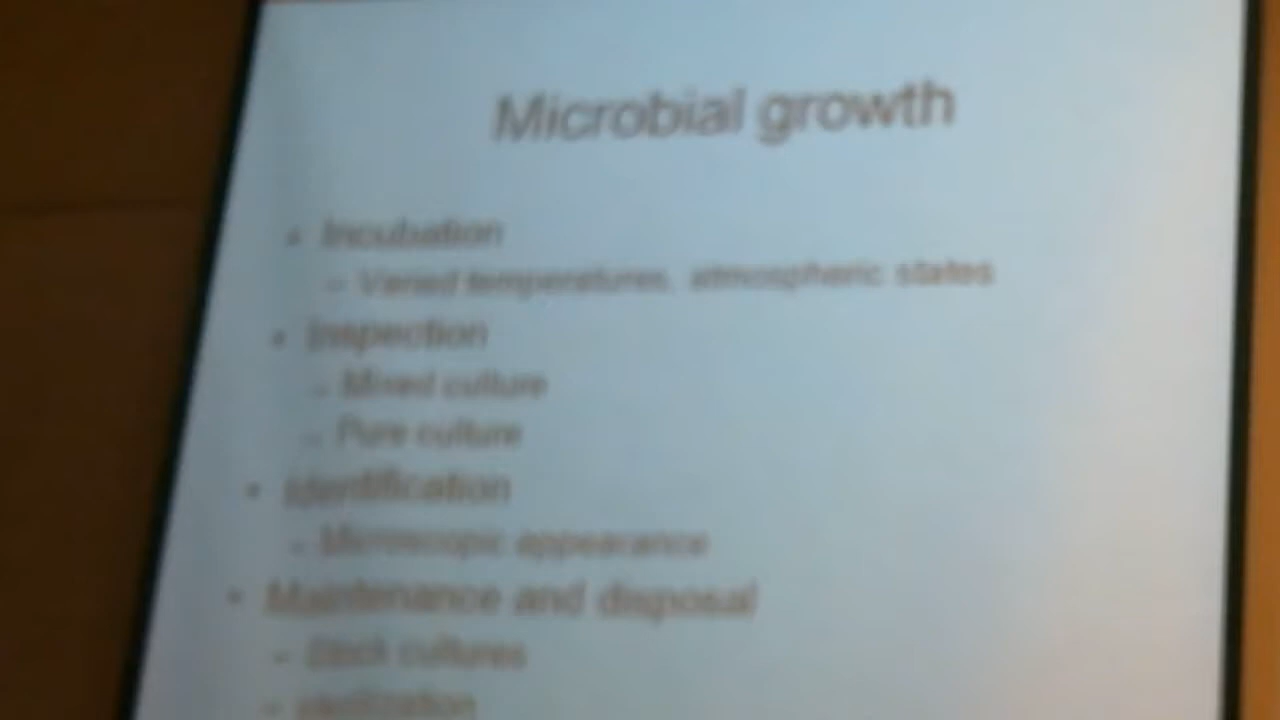 Microbial growth
• Incubation
– Varied temperatures, atmospheric states
• Inspection
– Mixed culture
– Pure culture
• Identification
– Microscopic appearance
• Maintenance and disposal
– Stock cultures
–